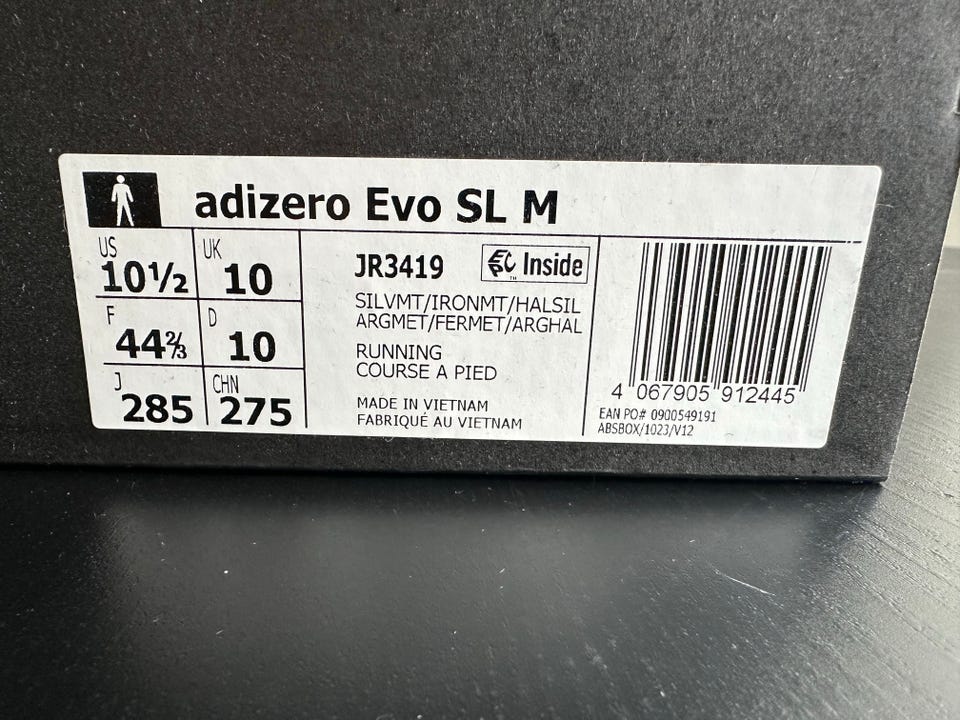 adizero Evo SL M
US 10½
UK 10
F 44⅔
D 10
J 285
CHN 275
JR3419
Inside
SILVMT/IRONMT/HALSIL
ARGMET/FERMET/ARGHAL
RUNNING
COURSE A PIED
MADE IN VIETNAM
FABRIQUÉ AU VIETNAM
4 067905 912445
EAN PO# 0900549191
ABSBOX/1023/V12